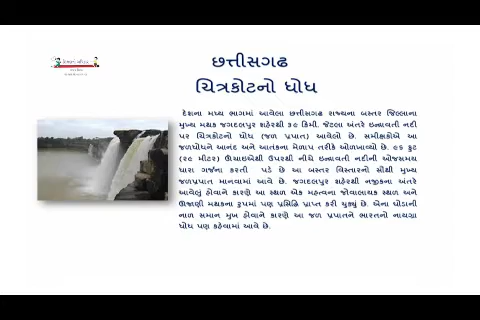 છત્તીસગઢ
ચિત્રકોટનો ધોધ
દેશના મધ્ય ભાગમાં આવેલા છત્તીસગઢ રાજ્યના બસ્તર જિલ્લાના
મુખ્ય મથક જગદલપુર શહેરથી ૩૯ કિમી. જેટલા અંતરે ઇન્દ્રાવતી નદી
પર ચિત્રકોટનો ધોધ (જળ પ્રપાત) આવેલો છે. સમીક્ષકોએ આ
જળધોધને આનંદ અને આતંકના મેળાપ તરીકે ઓળખાવ્યો છે. ૯૬ ફુટ
(૨૯ મીટર) ઊંચાઇએથી ઉપરથી નીચે ઇન્દ્રાવતી નદીની ઓજસમય
ધારા ગર્જના કરતી પડે છે આ બસ્તર વિસ્તારનો સૌથી મુખ્ય
જળપ્રપાત માનવામાં આવે છે. જગદલપુર શહેરથી નજીકના અંતરે
આવેલું હોવાને કારણે આ સ્થળ એક મહત્વના જોવાલાયક સ્થળ અને
ઊજાણી મથકના રુપમાં પણ પ્રસિદ્ધિ પ્રાપ્ત કરી ચુક્યું છે. એના ઘોડાની
નાળ સમાન મુખ હોવાને કારણે આ જળ પ્રપાતને ભારતનો નાયગ્રા
ધોધ પણ કહેવામાં આવે છે.